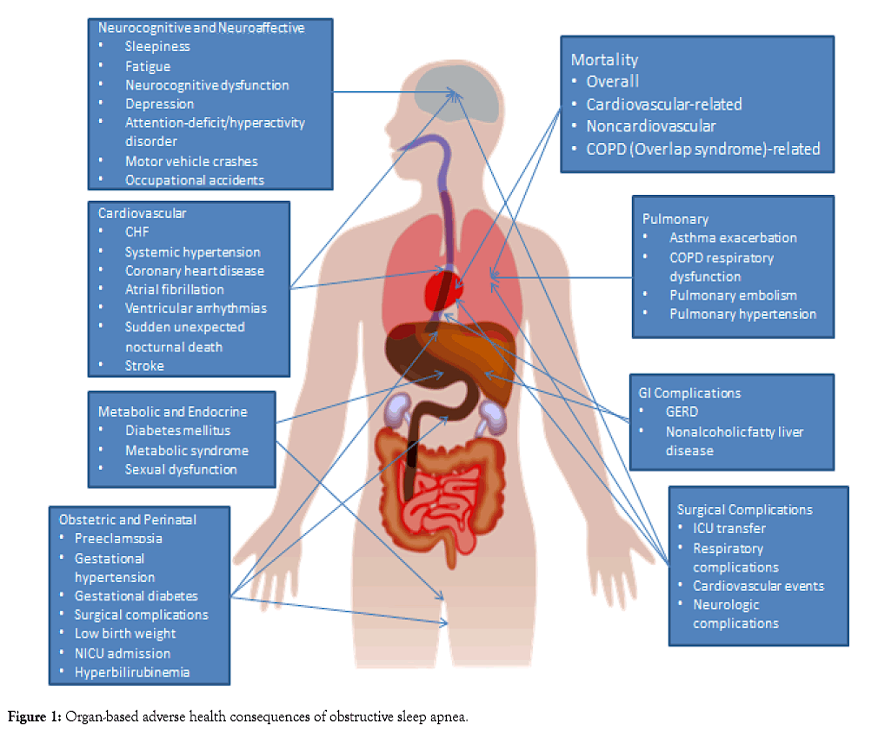 Neurocognitive and Neuroaffective
• Sleepiness
• Fatigue
• Neurocognitive dysfunction
• Depression
• Attention-deficit/hyperactivity
disorder
• Motor vehicle crashes
• Occupational accidents
Cardiovascular
• CHF
• Systemic hypertension
• Coronary heart disease
• Atrial fibrillation
• Ventricular arrhythmias
• Sudden unexpected
nocturnal death
• Stroke
Metabolic and Endocrine
• Diabetes mellitus
• Metabolic syndrome
• Sexual dysfunction
Obstetric and Perinatal
• Preeclamsosia
• Gestational
hypertension
• Gestational diabetes
• Surgical complications
• Low birth weight
• NICU admission
• Hyperbilirubinemia
Mortality
• Overall
• Cardiovascular-related
• Noncardiovascular
• COPD (Overlap syndrome)-related
Pulmonary
• Asthma exacerbation
• COPD respiratory
dysfunction
• Pulmonary embolism
• Pulmonary hypertension
GI Complications
• GERD
• Nonalcoholic fatty liver
disease
Surgical Complications
• ICU transfer
• Respiratory
complications
• Cardiovascular events
• Neurologic
complications
Figure 1: Organ-based adverse health consequences of obstructive sleep apnea.